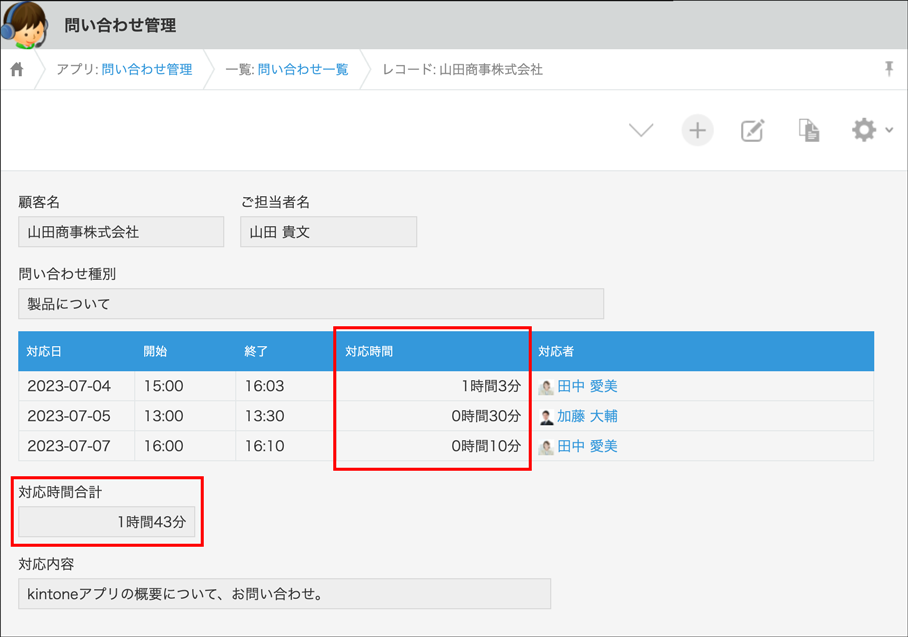 問い合わせ管理
アプリ: 問い合わせ管理 一覧: 問い合わせ一覧 レコード: 山田商事株式会社
顧客名 ご担当者名
山田商事株式会社 山田 貴文
問い合わせ種別
製品について
対応日 開始 終了 対応時間 対応者
2023-07-04 15:00 16:03 1時間3分 田中 愛美
2023-07-05 13:00 13:30 0時間30分 加藤 大輔
2023-07-07 16:00 16:10 0時間10分 田中 愛美
対応時間合計
1時間43分
対応内容
kintoneアプリの概要について、お問い合わせ。